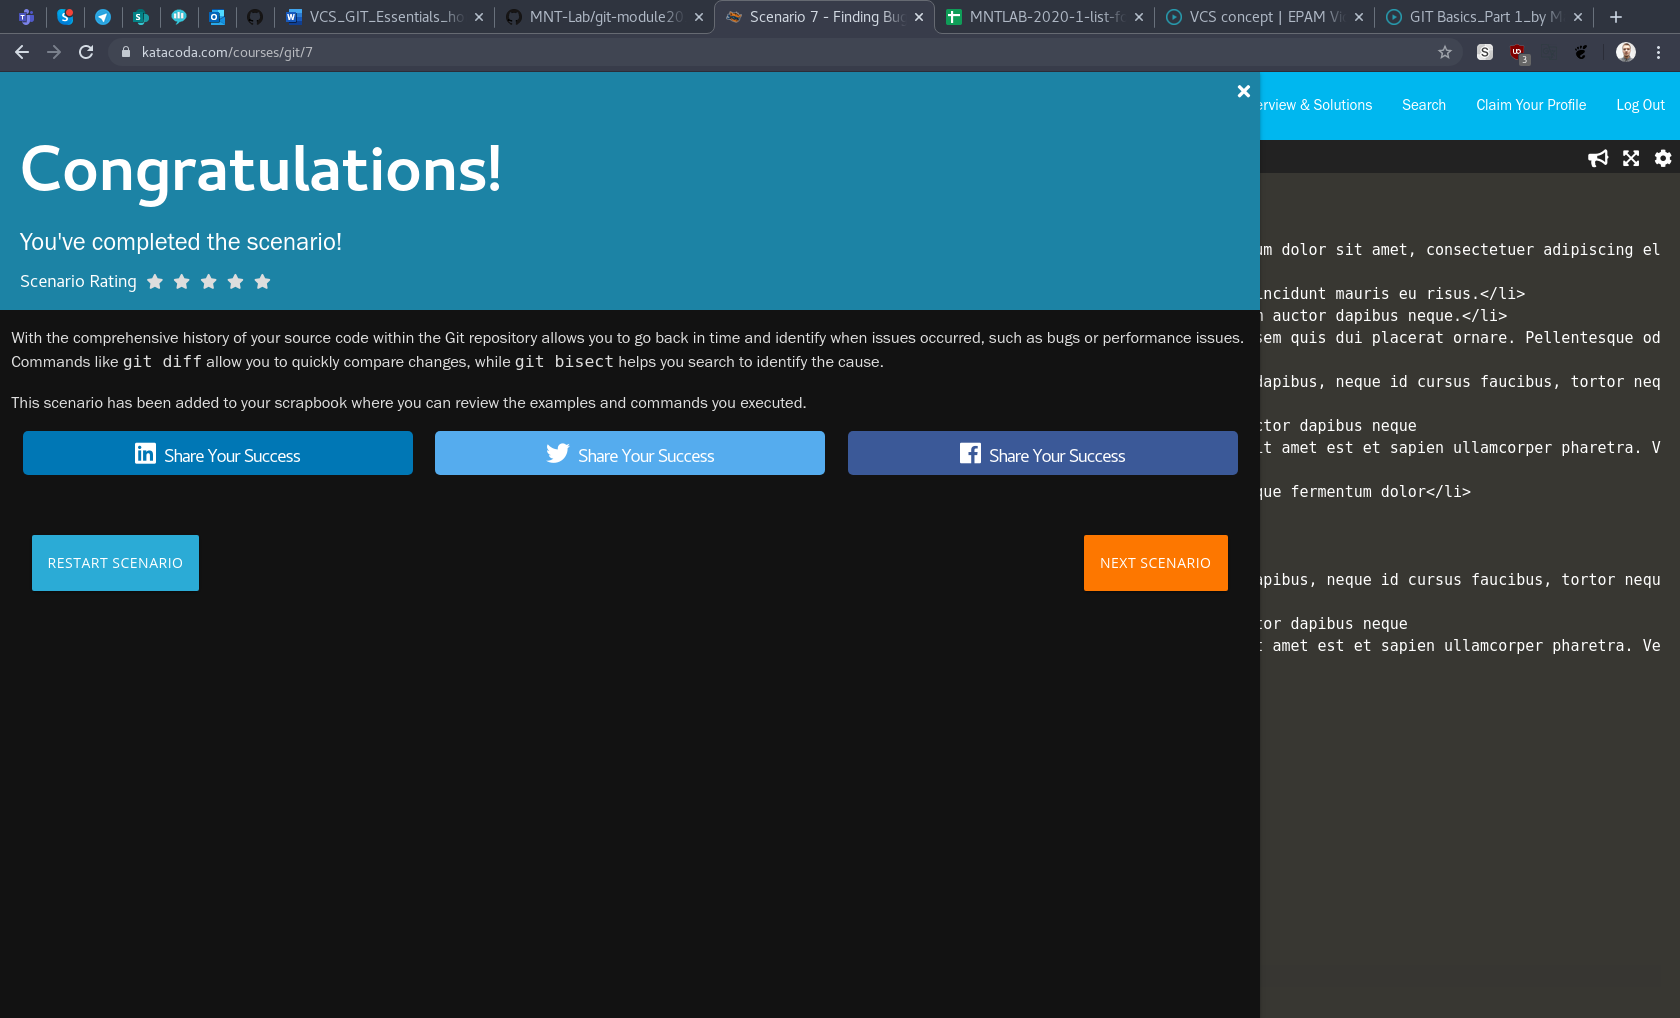 VCS_GIT_Essentials_ho
MNT-Lab/git-module20
Scenario 7 - Finding Bug
MNTLAB-2020-1-list-fo
VCS concept | EPAM Vi
GIT Basics_Part 1_by M
katacoda.com/courses/git/7
3
erview & Solutions
Search
Claim Your Profile
Log Out
Congratulations!
You've completed the scenario!
Scenario Rating
With the comprehensive history of your source code within the Git repository allows you to go back in time and identify when issues occurred, such as bugs or performance issues.
Commands like git diff allow you to quickly compare changes, while git bisect helps you search to identify the cause.
This scenario has been added to your scrapbook where you can review the examples and commands you executed.
Share Your Success
Share Your Success
Share Your Success
RESTART SCENARIO
NEXT SCENARIO
um dolor sit amet, consectetuer adipiscing el
ncidunt mauris eu risus.</li>
auctor dapibus neque.</li>
sem quis dui placerat ornare. Pellentesque od
dapibus, neque id cursus faucibus, tortor neq
ctor dapibus neque
it amet est et sapien ullamcorper pharetra. V
que fermentum dolor</li>
apibus, neque id cursus faucibus, tortor nequ
tor dapibus neque
t amet est et sapien ullamcorper pharetra. Ve